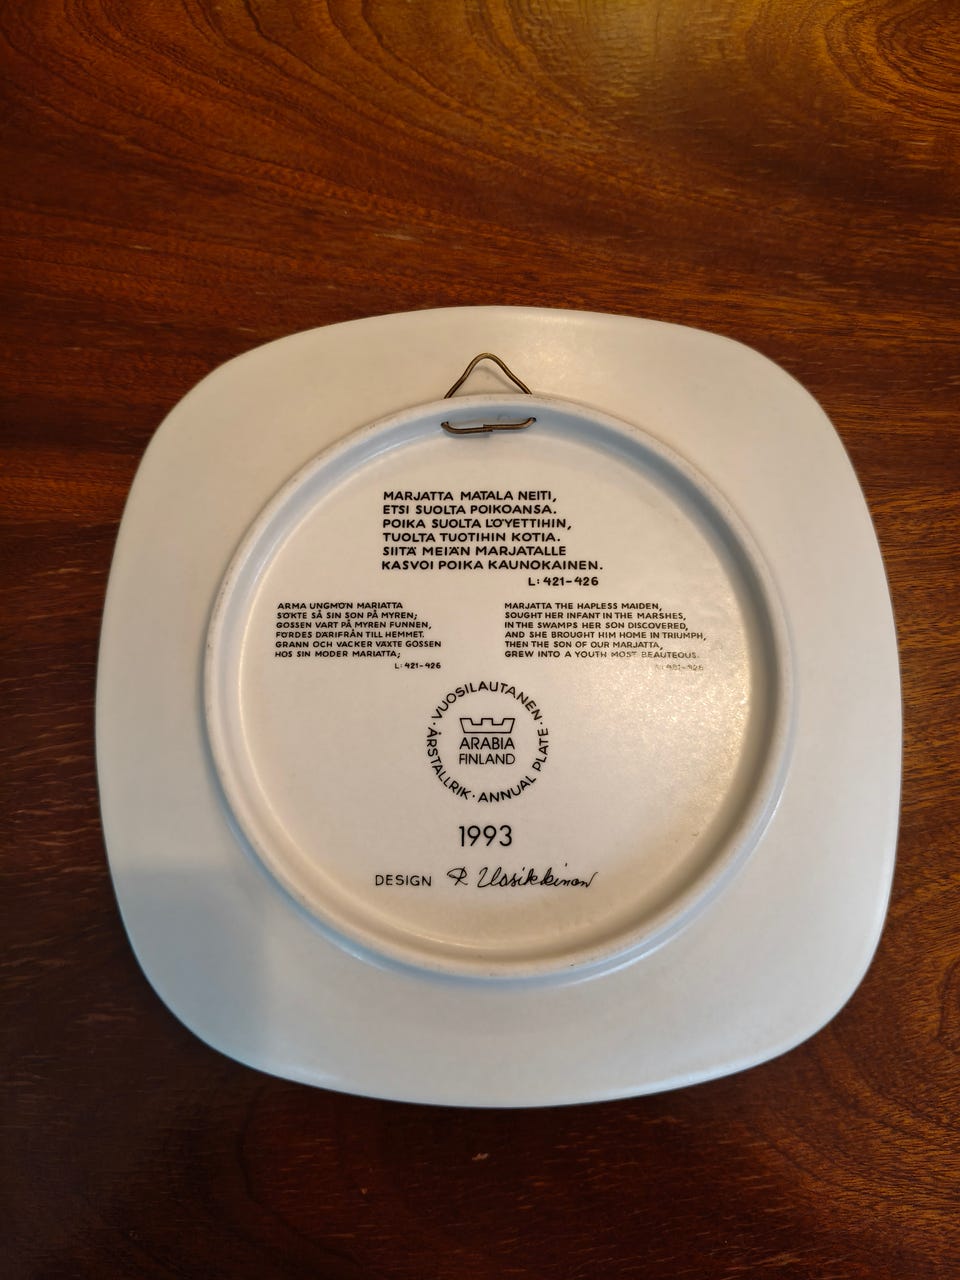 MARJATTA MATALA NEITI,
ETSI SUOLTA POIKOANSA.
POIKA SUOLTA LÖYETTIHIN,
TUOLTA TUOTIHIN KOTIA.
SIITÄ MEIÄN MARJATALLE
KASVOI POIKA KAUNOKAINEN.
L: 421-426
ARMA UNGMÖN MARIATTA
SÖKTE SÅ SIN SON PÅ MYREN;
GOSSEN VART PÅ MYREN FUNNEN,
FÖRDES DÄRIFRÅN TILL HEMMET.
GRANN OCH VACKER VÄXTE GOSSEN
HOS SIN MODER MARIATTA;
L: 421-426
MARJATTA THE HAPLESS MAIDEN,
SOUGHT HER INFANT IN THE MARSHES,
IN THE SWAMPS HER SON DISCOVERED,
AND SHE BROUGHT HIM HOME IN TRIUMPH,
THEN THE SON OF OUR MARJATTA,
GREW INTO A YOUTH MOST BEAUTEOUS.
· VUOSILAUTANEN ·
ANNUAL PLATE ·
ÅRSTALLRIK ·
ARABIA
FINLAND
1993
DESIGN R Uosikkinen